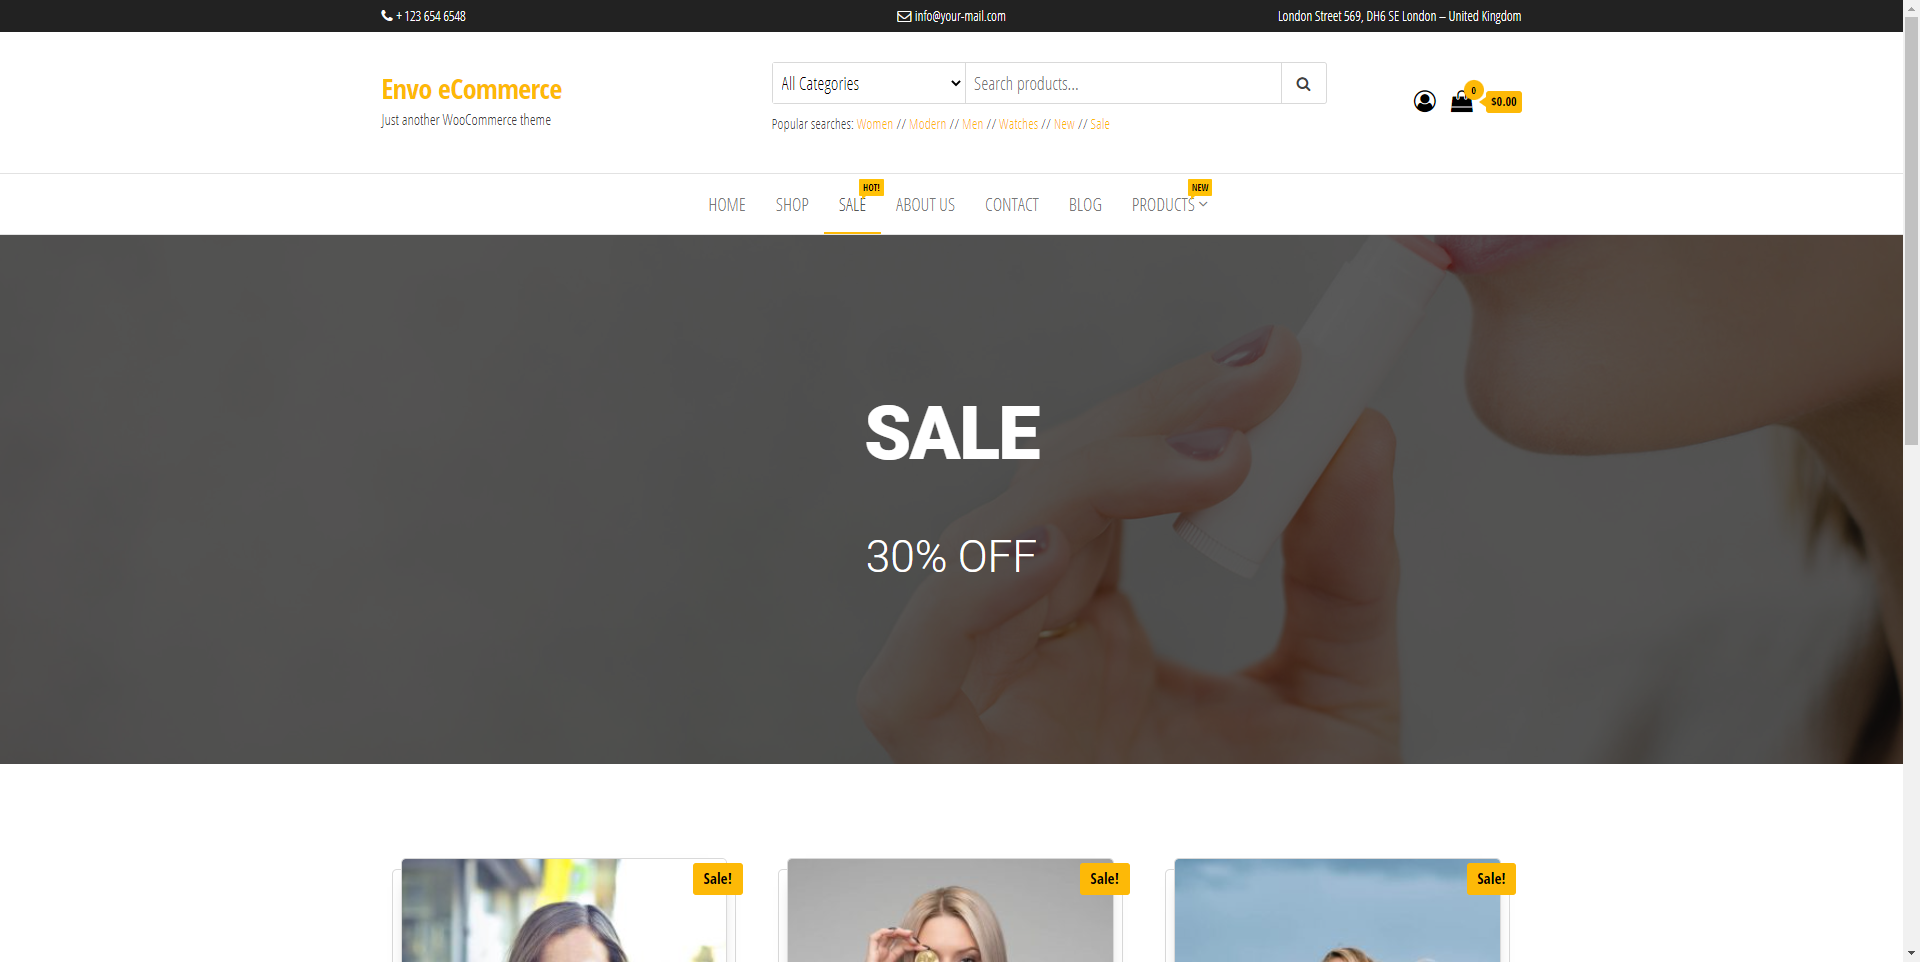 + 123 654 6548
info@your-mail.com
London Street 569, DH6 SE London – United Kingdom
Envo eCommerce
Just another WooCommerce theme
All Categories
Search products...
Popular searches: Women // Modern // Men // Watches // New // Sale
0
$0.00
HOT!
NEW
HOME
SHOP
SALE
ABOUT US
CONTACT
BLOG
PRODUCTS
SALE
30% OFF
Sale!
Sale!
Sale!